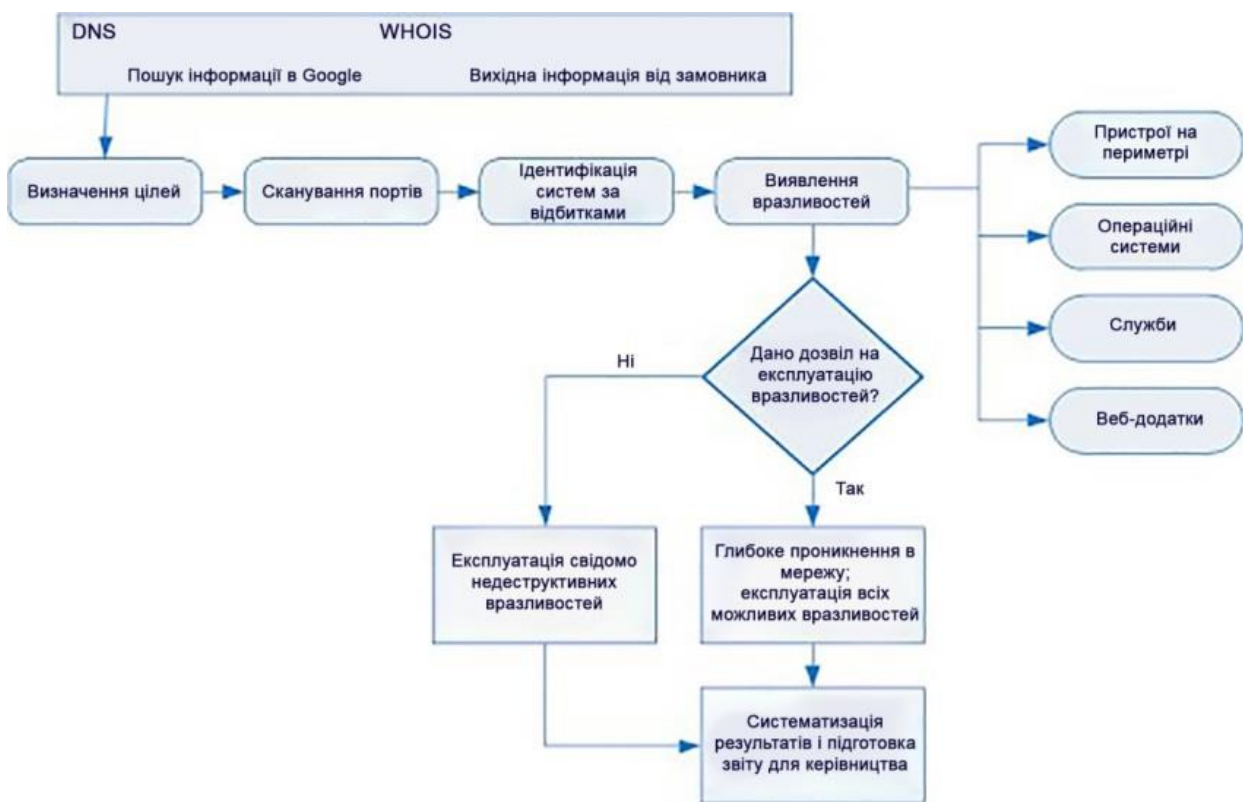 DNS WHOIS
Пошук інформації в Google Вихідна інформація від замовника
Визначення цілей
Сканування портів
Ідентифікація
систем за
відбитками
Виявлення
вразливостей
Пристрої на
периметрі
Операційні
системи
Служби
Веб-додатки
Дано дозвіл на
експлуатацію
вразливостей?
Ні
Так
Експлуатація свідомо
недеструктивних
вразливостей
Глибоке проникнення в
мережу;
експлуатація всіх
можливих вразливостей
Систематизація
результатів і підготовка
звіту для керівництва